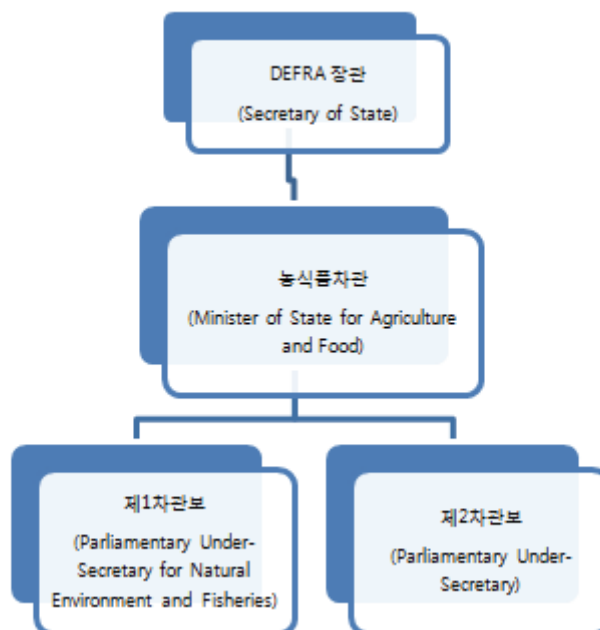 DEFRA 장관
(Secretary of State)
농식품차관
(Minister of State for Agriculture
and Food)
제1차관보
(Parliamentary Under-
Secretary for Natural
Environment and Fisheries)
제2차관보
(Parliamentary Under-
Secretary)